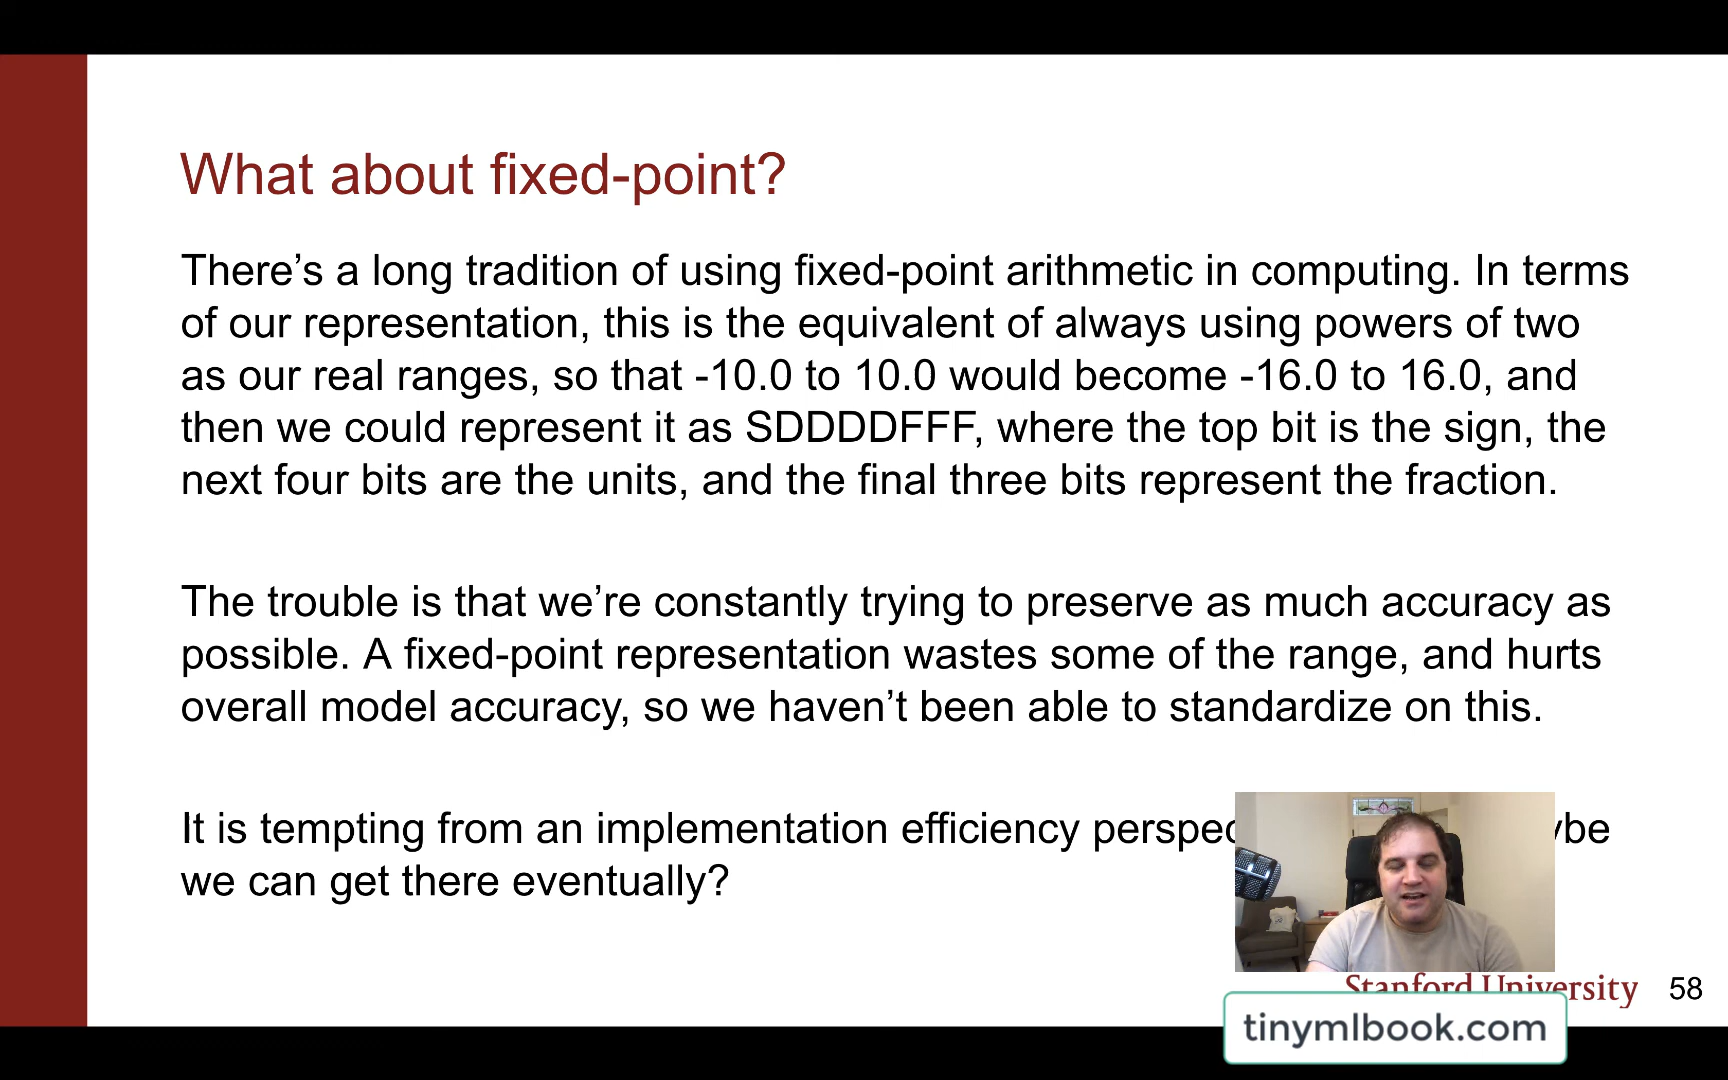 What about fixed-point?
There’s a long tradition of using fixed-point arithmetic in computing. In terms
of our representation, this is the equivalent of always using powers of two
as our real ranges, so that -10.0 to 10.0 would become -16.0 to 16.0, and
then we could represent it as SDDDDFFF, where the top bit is the sign, the
next four bits are the units, and the final three bits represent the fraction.
The trouble is that we’re constantly trying to preserve as much accuracy as
possible. A fixed-point representation wastes some of the range, and hurts
overall model accuracy, so we haven’t been able to standardize on this.
It is tempting from an implementation efficiency
we can get there eventually?
Stanford University 58
tinymlbook.com